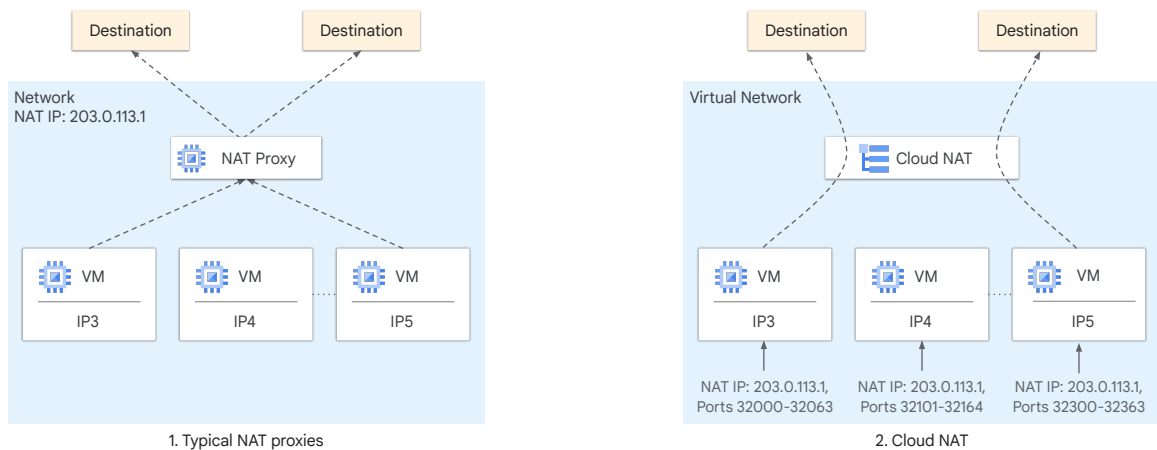 Destination
Destination
Network
NAT IP: 203.0.113.1
NAT Proxy
VM
IP3
VM
IP4
VM
IP5
1. Typical NAT proxies
Destination
Destination
Virtual Network
Cloud NAT
VM
IP3
VM
IP4
VM
IP5
NAT IP: 203.0.113.1,
Ports 32000-32063
NAT IP: 203.0.113.1,
Ports 32101-32164
NAT IP: 203.0.113.1,
Ports 32300-32363
2. Cloud NAT